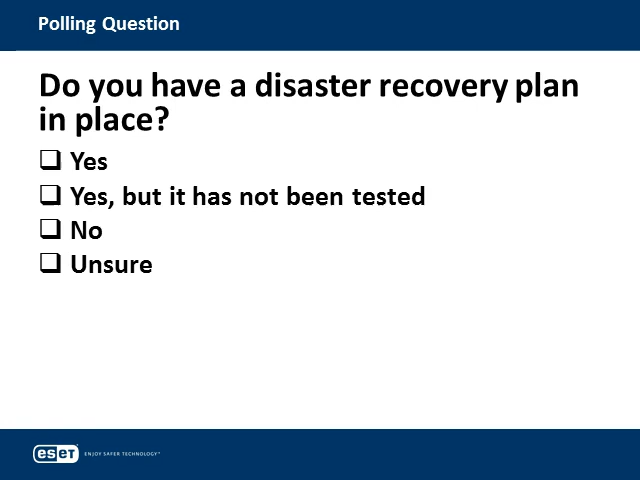 Polling Question
Do you have a disaster recovery plan
in place?
❑ Yes
❑ Yes, but it has not been tested
❑ No
❑ Unsure
eseT ENJOY SAFER TECHNOLOGY™